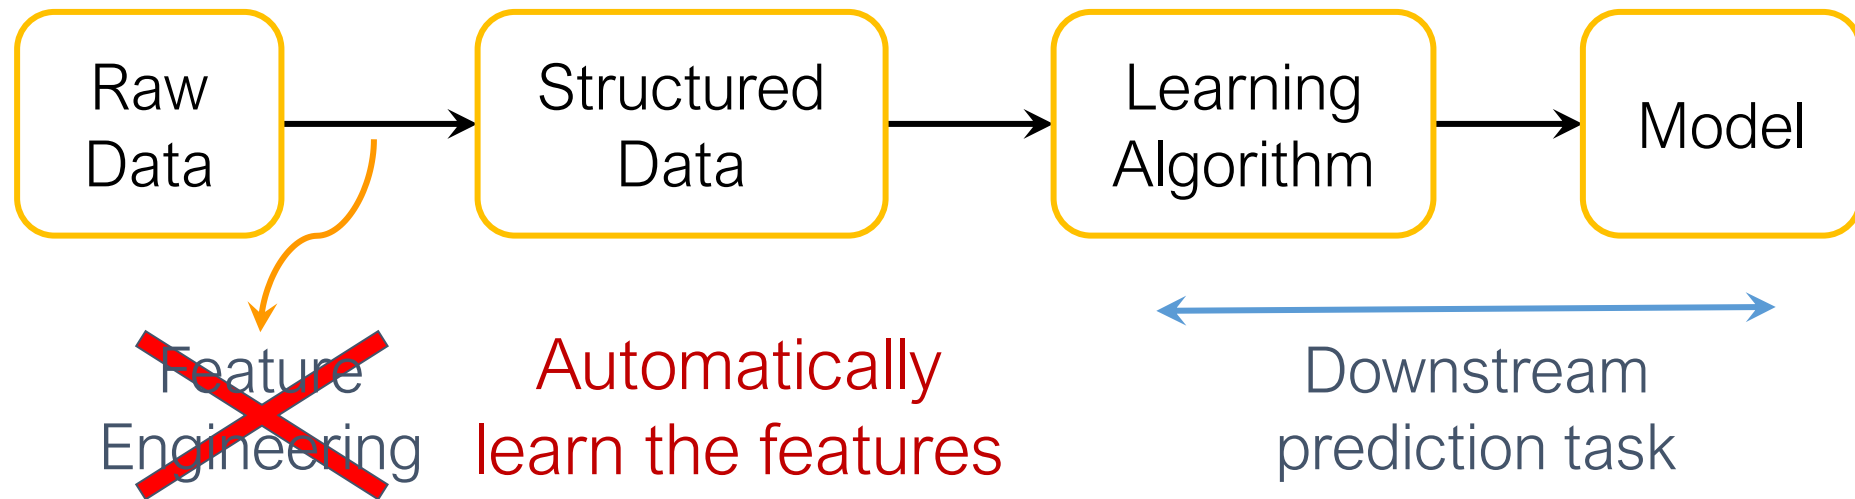 Raw
Data
Structured
Data
Learning
Algorithm
Model
Feature
Engineering
Automatically
learn the features
Downstream
prediction task